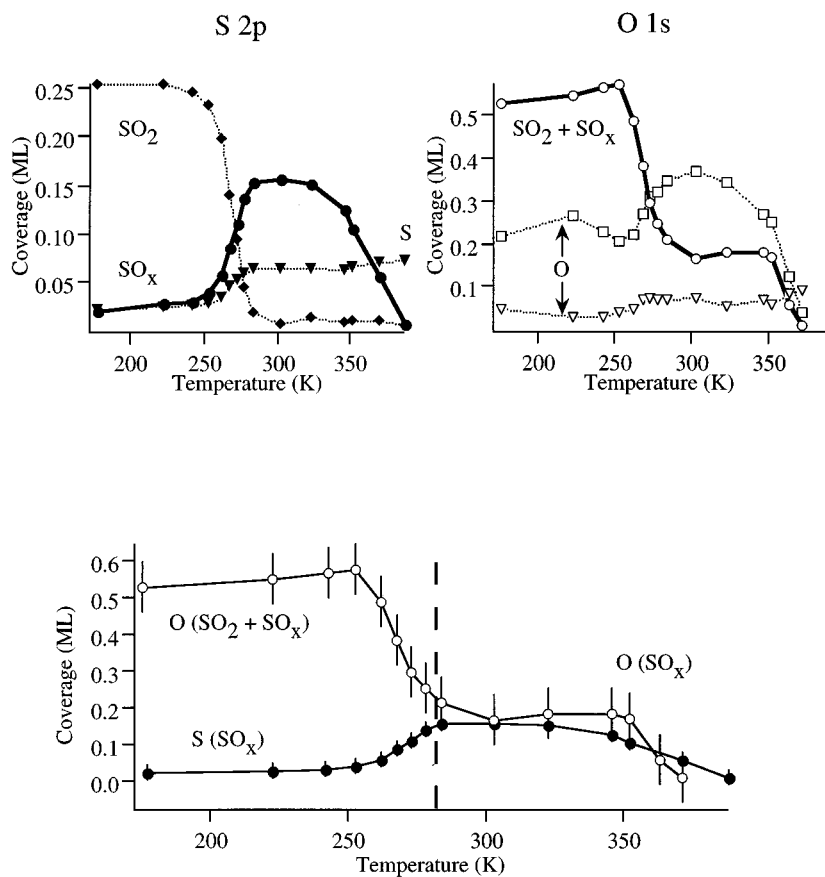 S 2p
O 1s
0.25
0.20
0.15
0.10
0.05
Coverage (ML)
SO2
SOx
S
200 250 300 350
Temperature (K)
0.5
0.4
0.3
0.2
0.1
Coverage (ML)
SO2 + SOx
O
200 250 300 350
Temperature (K)
0.6
0.5
0.4
0.3
0.2
0.1
0.0
Coverage (ML)
O (SO2 + SOx)
S (SOx)
O (SOx)
200 250 300 350
Temperature (K)